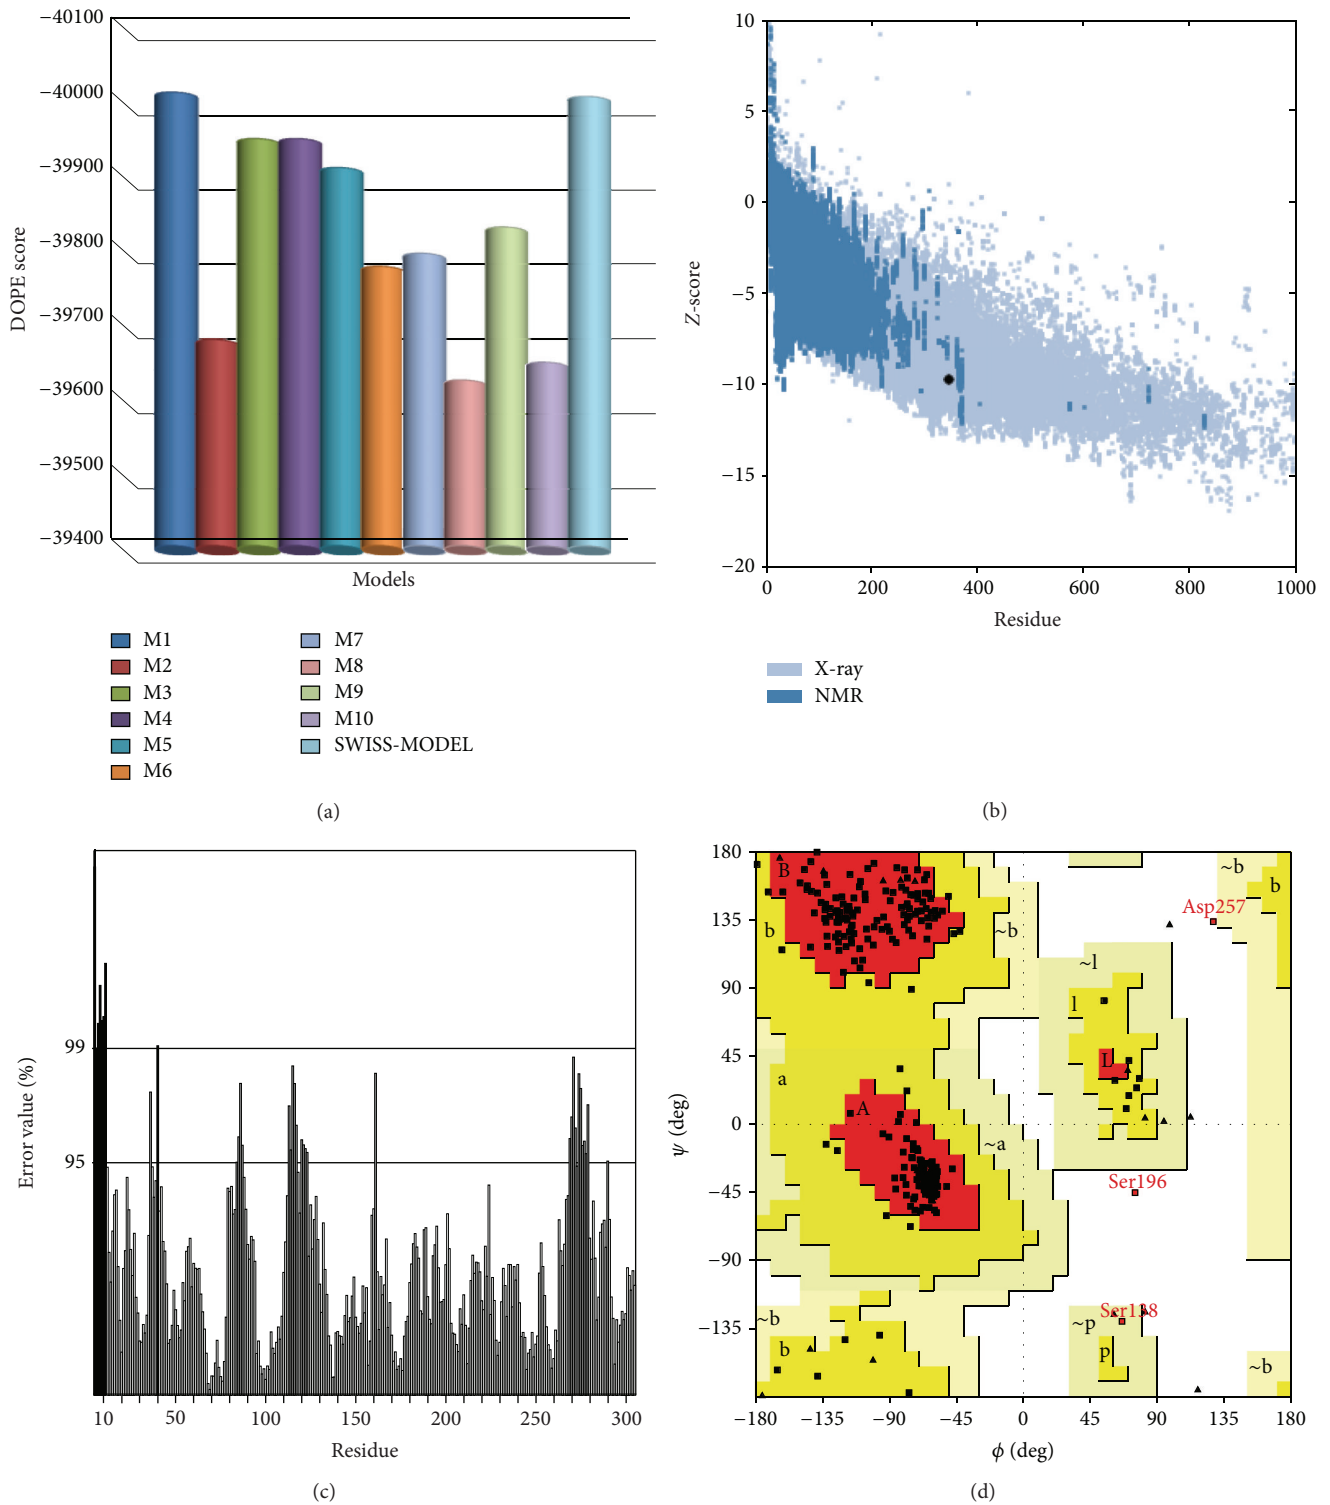 −40100
−40000
−39900
−39800
−39700
−39600
−39500
−39400
DOPE score
Models
M1
M2
M3
M4
M5
M6
M7
M8
M9
M10
SWISS-MODEL
(a)
10
5
0
−5
−10
−15
−20
Z-score
0 200 400 600 800 1000
Residue
X-ray
NMR
(b)
99
95
Error value (%)
10 50 100 150 200 250 300
Residue
(c)
180
135
90
45
0
−45
−90
−135
ψ (deg)
B
b
~b
~b
b
Asp257
~l
l
L
a
A
~a
Ser196
~b
b
Ser138
~p
p
~b
−180 −135 −90 −45 0 45 90 135 180
ϕ (deg)
(d)